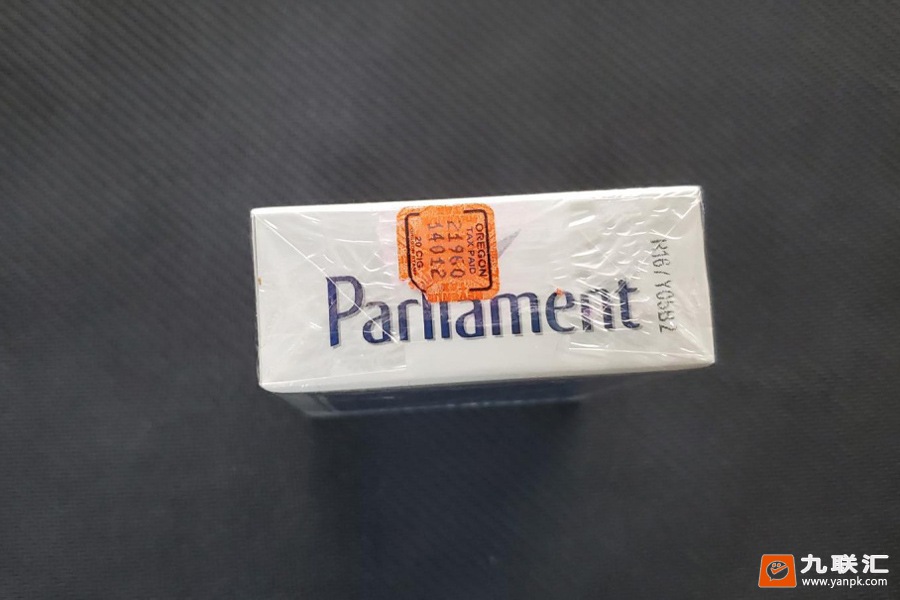 OREGON
TAX PAID
21960
14012
20 CIG.
Parliament
R16/Y05B2
九联汇
www.yanpk.com